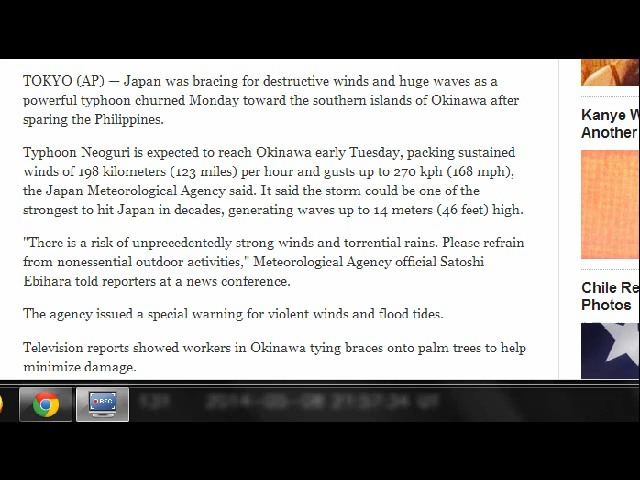 TOKYO (AP) — Japan was bracing for destructive winds and huge waves as a
powerful typhoon churned Monday toward the southern islands of Okinawa after
sparing the Philippines.
Typhoon Neoguri is expected to reach Okinawa early Tuesday, packing sustained
winds of 198 kilometers (123 miles) per hour and gusts up to 270 kph (168 mph),
the Japan Meteorological Agency said. It said the storm could be one of the
strongest to hit Japan in decades, generating waves up to 14 meters (46 feet) high.
"There is a risk of unprecedentedly strong winds and torrential rains. Please refrain
from nonessential outdoor activities," Meteorological Agency official Satoshi
Ebihara told reporters at a news conference.
The agency issued a special warning for violent winds and flood tides.
Television reports showed workers in Okinawa tying braces onto palm trees to help
minimize damage.
Kanye W
Another
Chile Re
Photos
REC